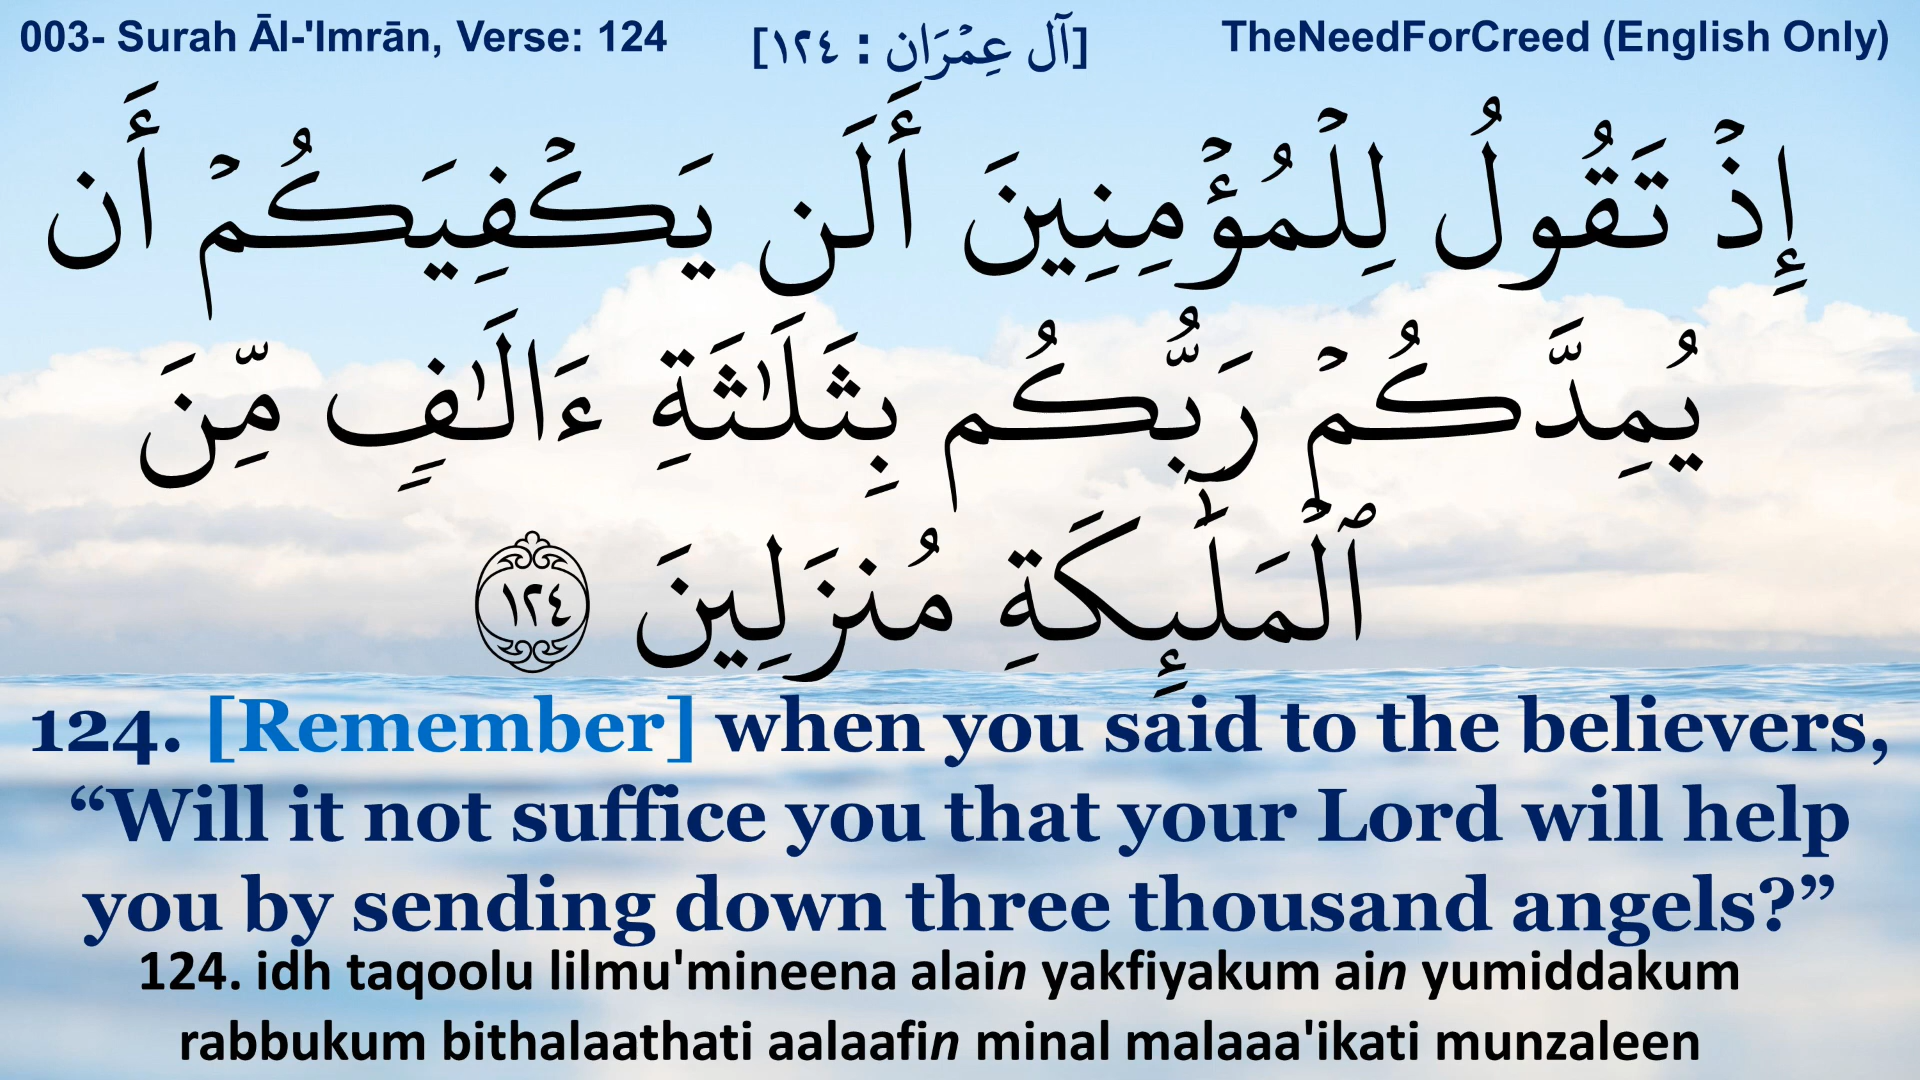 003- Surah Āl-'Imrān, Verse: 124
[آل عِمْرَان : ١٢٤]
TheNeedForCreed (English Only)
إِذْ تَقُولُ لِلْمُؤْمِنِينَ أَلَن يَكْفِيَكُمْ أَن
يُمِدَّكُمْ رَبُّكُم بِثَلَـٰثَةِ ءَالَـٰفٍ مِّنَ
ٱلْمَلَـٰٓئِكَةِ مُنزَلِينَ ١٢٤
124. [Remember] when you said to the believers,
“Will it not suffice you that your Lord will help
you by sending down three thousand angels?”
124. idh taqoolu lilmu'mineena alain yakfiyakum ain yumiddakum
rabbukum bithalaathati aalaafin minal malaaa'ikati munzaleen